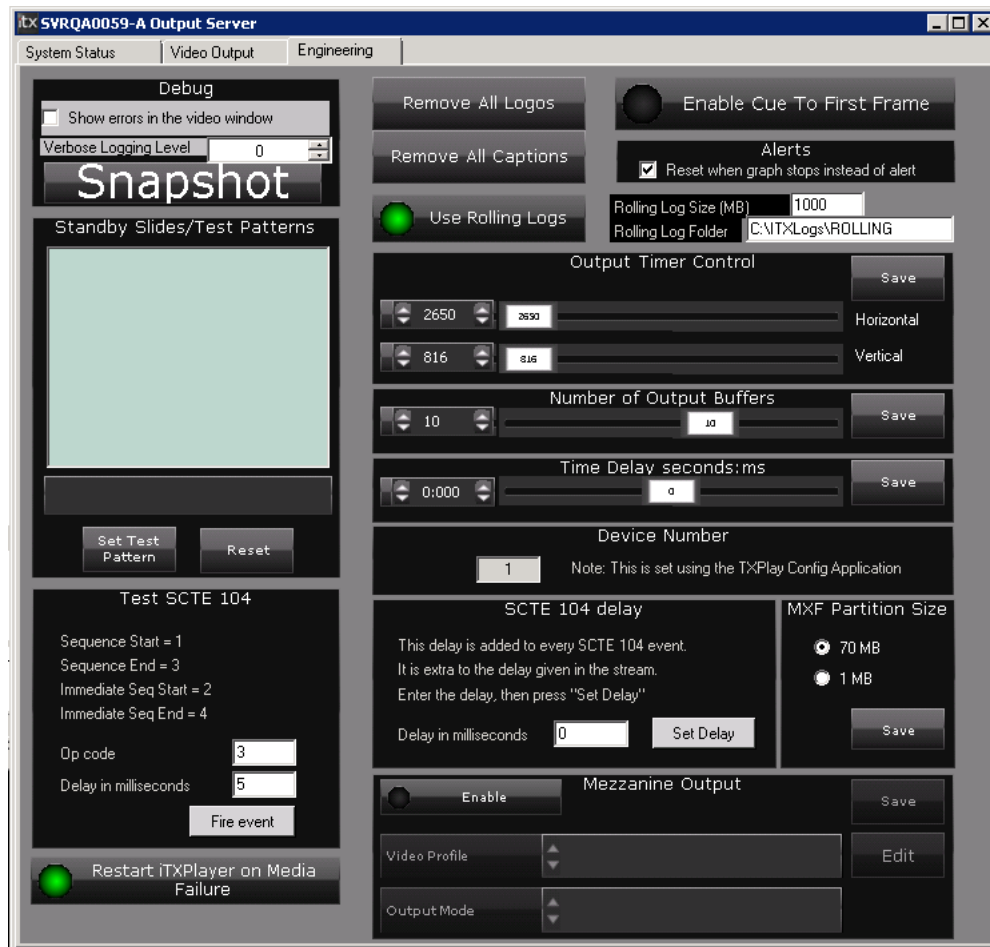 itx SVRQA0059-A Output Server
System Status
Video Output
Engineering
Debug
Show errors in the video window
Verbose Logging Level
0
Snapshot
Standby Slides/Test Patterns
Set Test
Pattern
Reset
Test SCTE 104
Sequence Start = 1
Sequence End = 3
Immediate Seq Start = 2
Immediate Seq End = 4
Op code
3
Delay in milliseconds
5
Fire event
Restart iTXPlayer on Media
Failure
Remove All Logos
Enable Cue To First Frame
Remove All Captions
Alerts
Reset when graph stops instead of alert
Use Rolling Logs
Rolling Log Size (MB)
1000
Rolling Log Folder
C:\ITXLogs\ROLLING
Output Timer Control
Save
2650
2650
Horizontal
816
816
Vertical
Number of Output Buffers
10
10
Save
Time Delay seconds:ms
0:000
0
Save
Device Number
1
Note: This is set using the TXPlay Config Application
SCTE 104 delay
This delay is added to every SCTE 104 event.
It is extra to the delay given in the stream.
Enter the delay, then press "Set Delay"
Delay in milliseconds
0
Set Delay
MXF Partition Size
70 MB
1 MB
Save
Mezzanine Output
Enable
Save
Video Profile
Edit
Output Mode